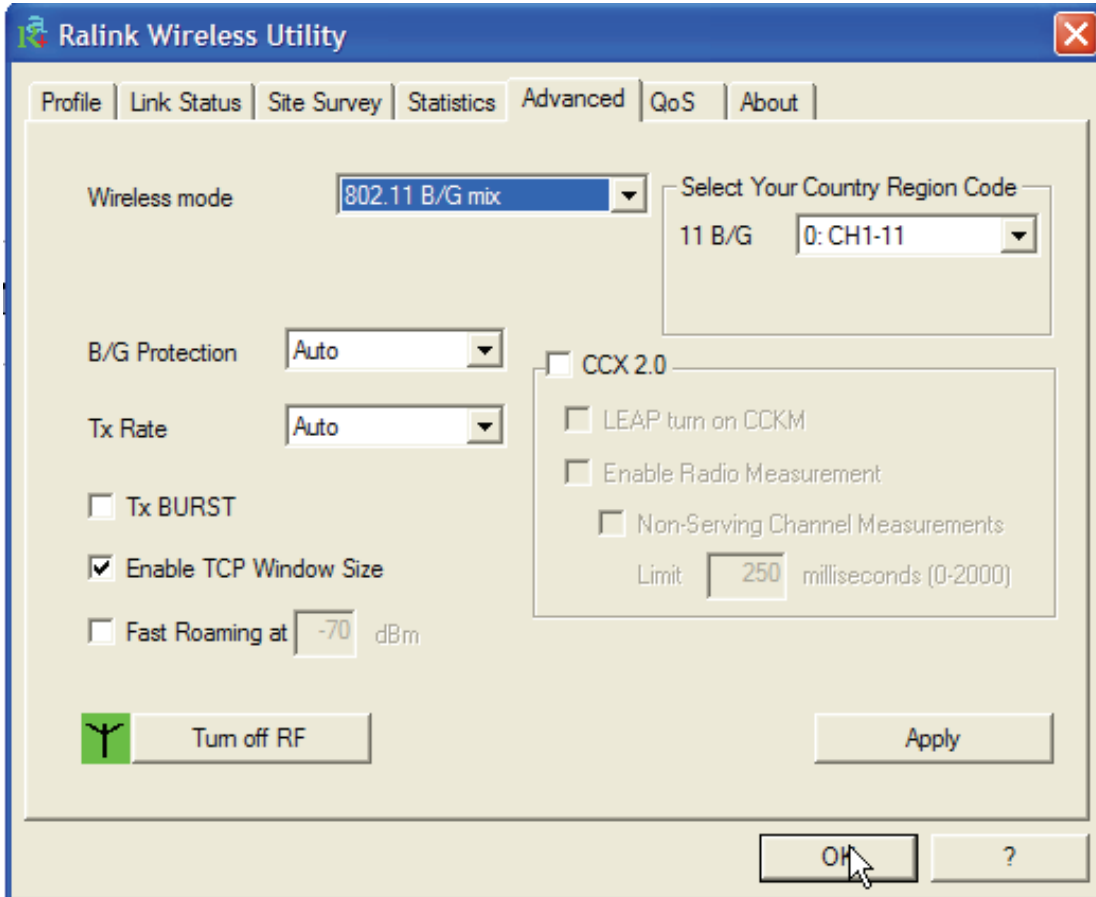 Ralink Wireless Utility
Profile Link Status Site Survey Statistics Advanced QoS About
Wireless mode 802.11 B/G mix
Select Your Country Region Code
11 B/G 0: CH1-11
B/G Protection Auto
Tx Rate Auto
Tx BURST
Enable TCP Window Size
Fast Roaming at -70 dBm
CCX 2.0
LEAP turn on CCKM
Enable Radio Measurement
Non-Serving Channel Measurements
Limit 250 milliseconds (0-2000)
Turn off RF
Apply
OK ?